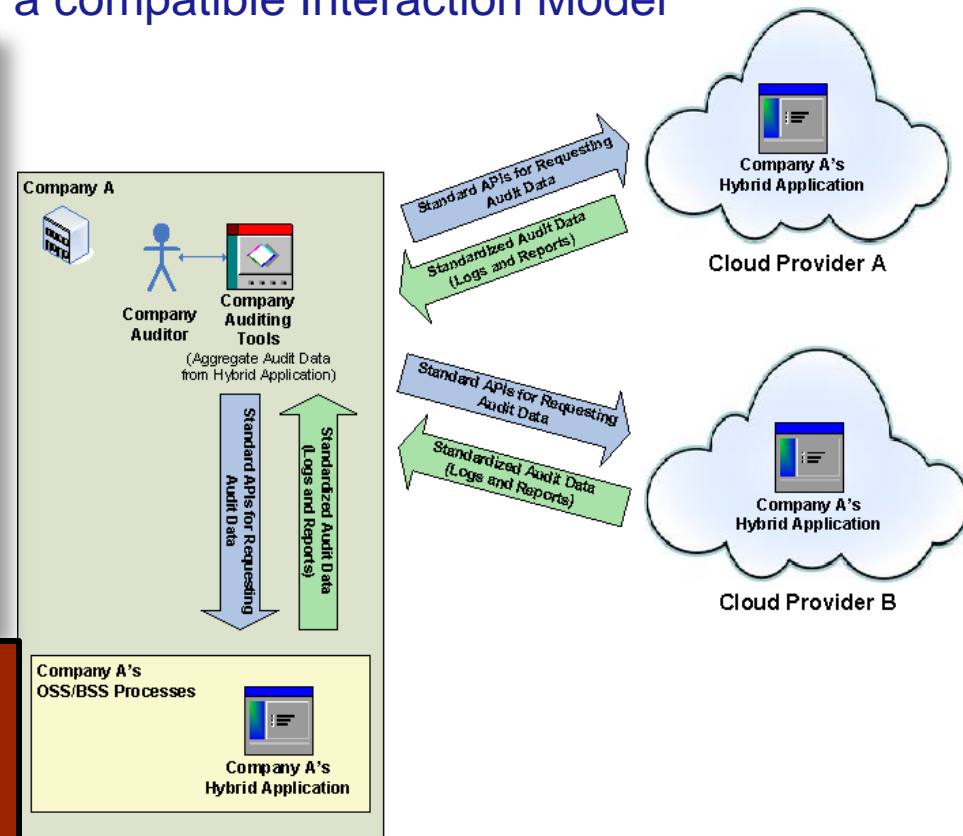 a compatible Interaction Model
Company A
Company
Auditor
Company
Auditing
Tools
(Aggregate Audit Data
from Hybrid Application)
Standard APIs for Requesting
Audit Data
Standardized Audit Data
(Logs and Reports)
Company A's
OSS/BSS Processes
Company A's
Hybrid Application
Standard APIs for Requesting
Audit Data
Standardized Audit Data
(Logs and Reports)
Company A's
Hybrid Application
Cloud Provider A
Standard APIs for Requesting
Audit Data
Standardized Audit Data
(Logs and Reports)
Company A's
Hybrid Application
Cloud Provider B